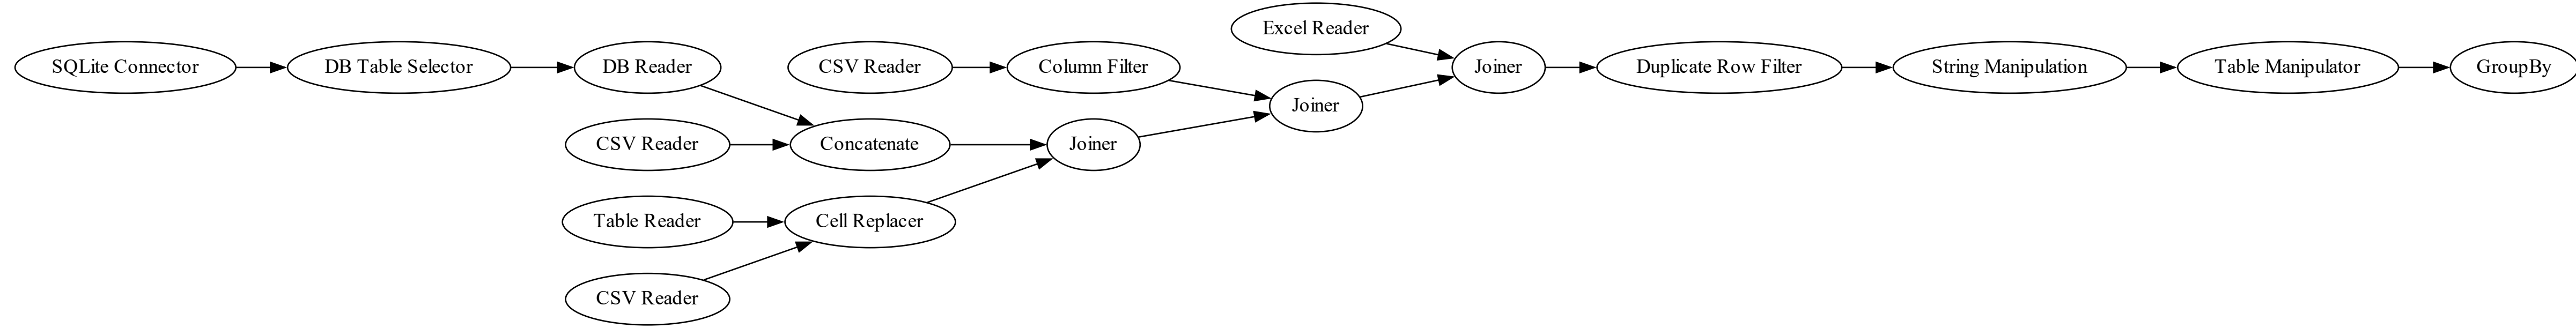 Excel Reader
SQLite Connector
DB Table Selector
DB Reader
CSV Reader
Column Filter
Joiner
Duplicate Row Filter
String Manipulation
Table Manipulator
GroupBy
Joiner
CSV Reader
Concatenate
Joiner
Table Reader
Cell Replacer
CSV Reader